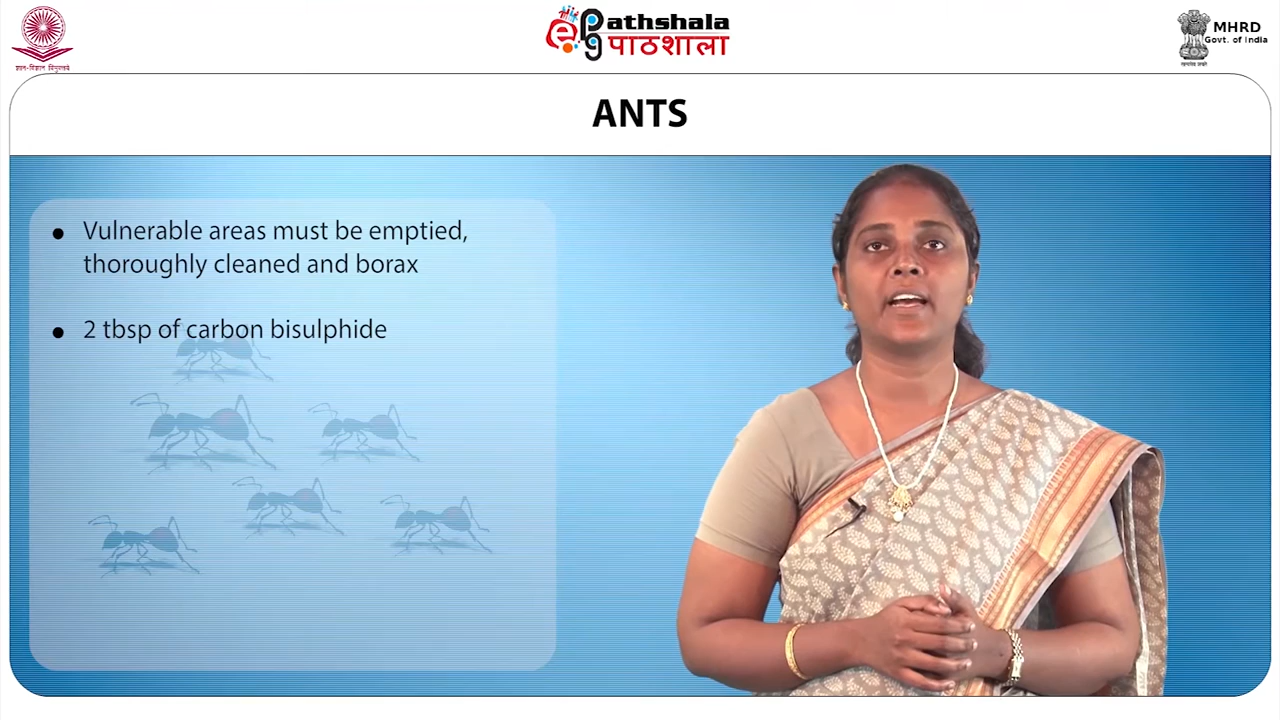 ePathshala
पाठशाला
MHRD
Govt. of India
ANTS
• Vulnerable areas must be emptied,
thoroughly cleaned and borax
• 2 tbsp of carbon bisulphide